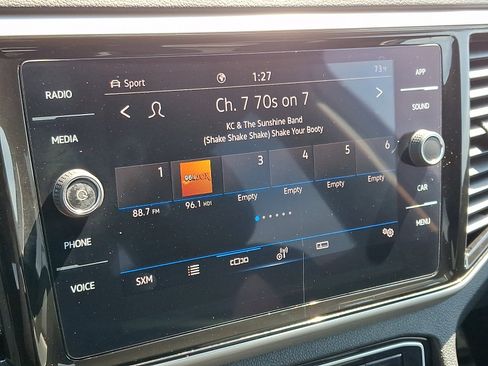 Sport 1:27 73°F
Ch. 7 70s on 7
KC & The Sunshine Band
(Shake Shake Shake) Shake Your Booty
1 3 4 5 6
88.7 FM 96.1 HD1 Empty Empty Empty Empty
SXM
RADIO
MEDIA
PHONE
VOICE
APP
SOUND
CAR
MENU